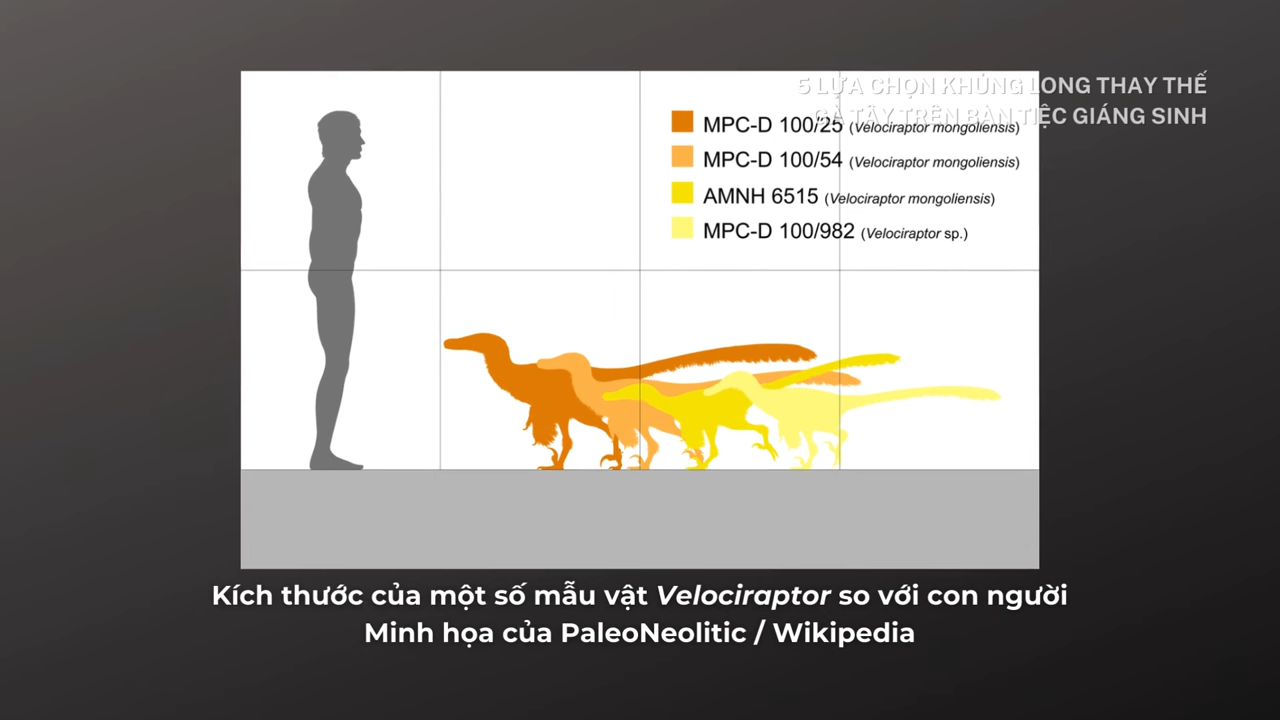 5 LỰA CHỌN KHỦNG LONG THAY THẾ
GÀ TÂY TRÊN BÀN TIỆC GIÁNG SINH
MPC-D 100/25 (Velociraptor mongoliensis)
MPC-D 100/54 (Velociraptor mongoliensis)
AMNH 6515 (Velociraptor mongoliensis)
MPC-D 100/982 (Velociraptor sp.)
Kích thước của một số mẫu vật Velociraptor so với con người
Minh họa của PaleoNeolitic / Wikipedia